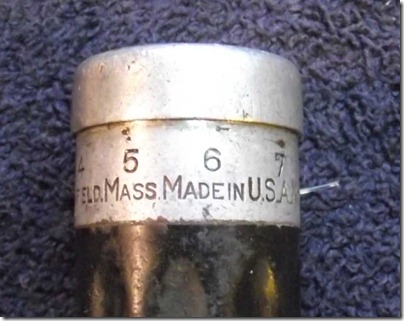 4 5 6 7
FIELD. MASS. MADE IN U.S.A.